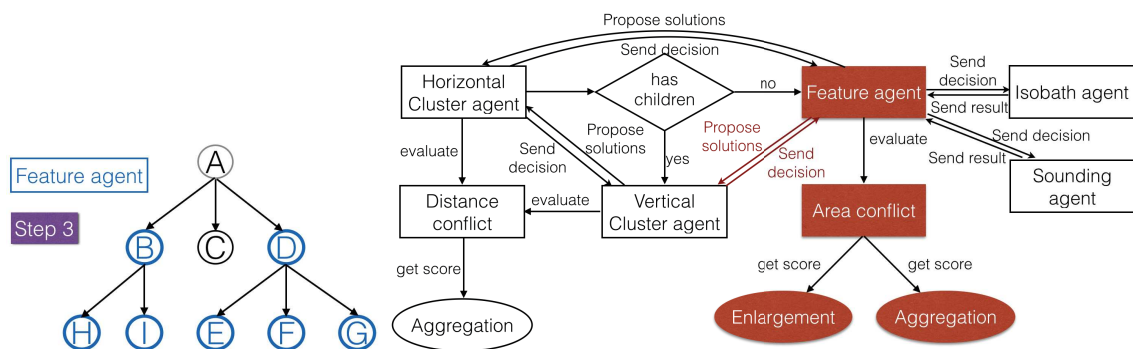 Feature agent
Step 3
A
B
C
D
H
I
E
F
G
Propose solutions
Send decision
Horizontal
Cluster agent
has
children
no
Feature agent
Send
decision
Send result
Isobath agent
evaluate
Send
decision
Propose
solutions
yes
Propose
solutions
Send
decision
evaluate
Send decision
Send result
Sounding
agent
Distance
conflict
evaluate
Vertical
Cluster agent
Area conflict
get score
get score
get score
Aggregation
Enlargement
Aggregation